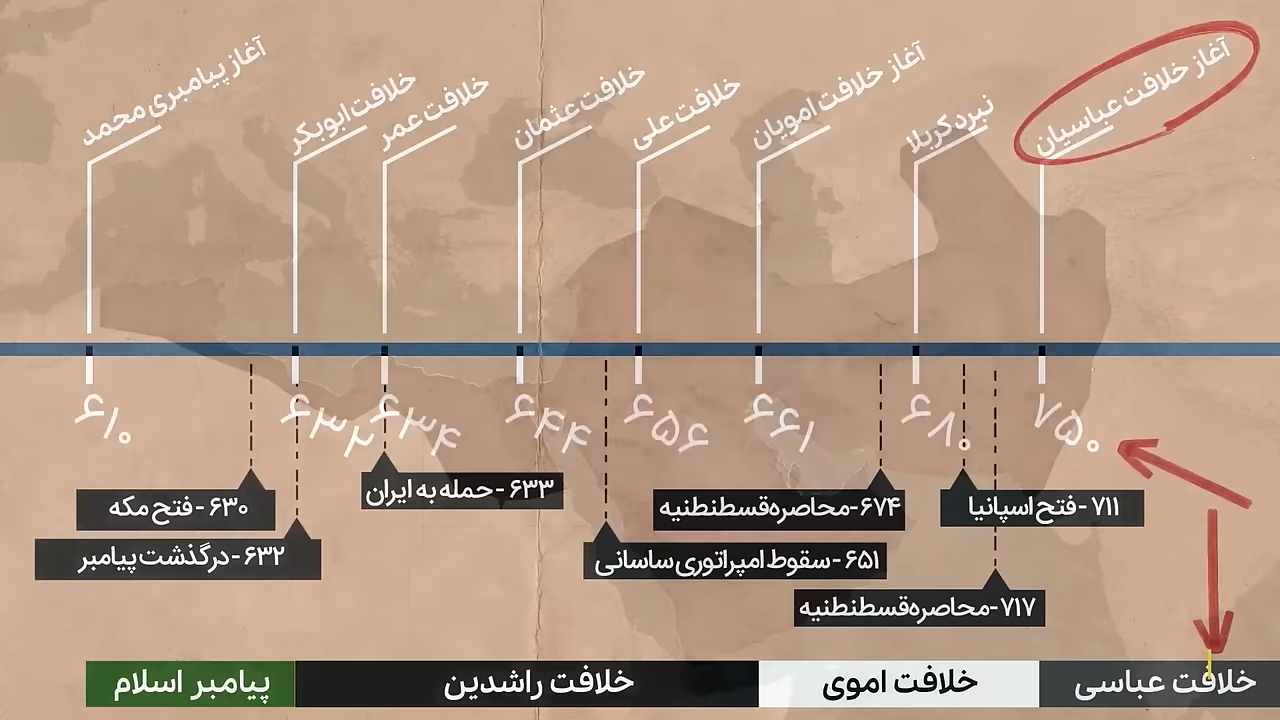 آغاز پیامبری محمد
خلافت ابوبکر
خلافت عمر
خلافت عثمان
خلافت علی
آغاز خلافت امویان
نبرد کربلا
آغاز خلافت عباسیان
۶۱۰
۶۳۲
۶۳۴
۶۴۴
۶۵۶
۶۶۱
۶۸۰
۷۵۰
۶۳۰ - فتح مکه
۶۳۲ - درگذشت پیامبر
۶۳۳ - حمله به ایران
۶۵۱ - سقوط امپراتوری ساسانی
۶۷۴-محاصره قسطنطنیه
۷۱۱ - فتح اسپانیا
۷۱۷-محاصره قسطنطنیه
پیامبر اسلام
خلافت راشدین
خلافت اموی
خلافت عباسی